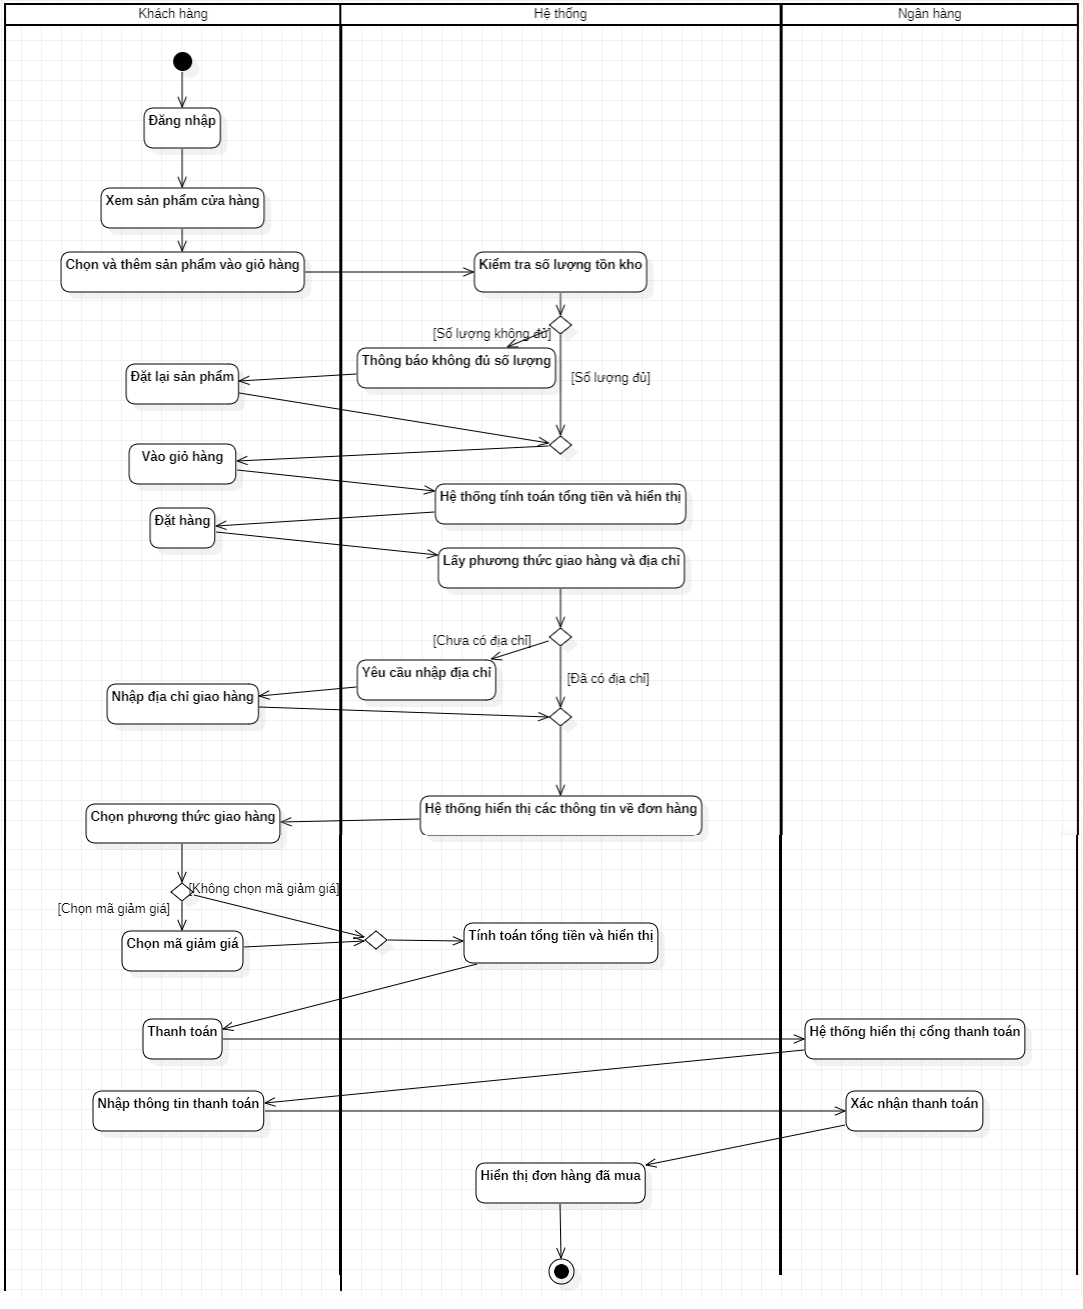 Khách hàng
Hệ thống
Ngân hàng
Đăng nhập
Xem sản phẩm cửa hàng
Chọn và thêm sản phẩm vào giỏ hàng
Kiểm tra số lượng tồn kho
[Số lượng không đủ]
Thông báo không đủ số lượng
[Số lượng đủ]
Đặt lại sản phẩm
Vào giỏ hàng
Hệ thống tính toán tổng tiền và hiển thị
Đặt hàng
Lấy phương thức giao hàng và địa chỉ
[Chưa có địa chỉ]
Yêu cầu nhập địa chỉ
[Đã có địa chỉ]
Nhập địa chỉ giao hàng
Hệ thống hiển thị các thông tin về đơn hàng
Chọn phương thức giao hàng
[Không chọn mã giảm giá]
[Chọn mã giảm giá]
Chọn mã giảm giá
Tính toán tổng tiền và hiển thị
Thanh toán
Hệ thống hiển thị cổng thanh toán
Nhập thông tin thanh toán
Xác nhận thanh toán
Hiển thị đơn hàng đã mua